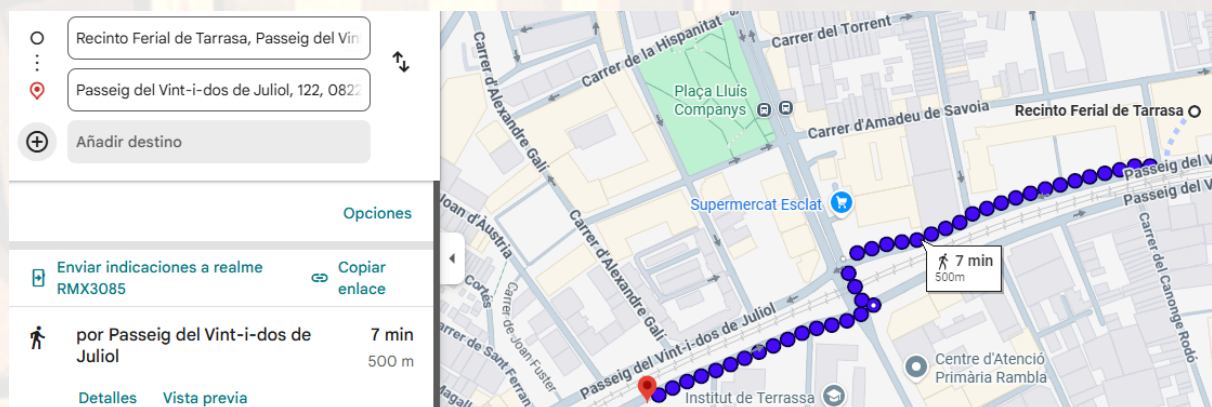 Recinto Ferial de Tarrasa, Passeig del Vin
Passeig del Vint-i-dos de Juliol, 122, 0822
Añadir destino
Opciones
Enviar indicaciones a realme
RMX3085
Copiar
enlace
por Passeig del Vint-i-dos de
Juliol
7 min
500 m
Detalles
Vista previa
Carrer de la Hispanitat
Carrer del Torrent
Carrer d'Alexandre Galí
Plaça Lluis
Companys
Carrer d'Amadeu de Savoia
Recinto Ferial de Tarrasa
Passeig del V
Passeig del V
Supermercat Esclat
Joan d'Àustria
Carrer d'Alexandre Galí
7 min
500m
Carrer del Canonge Rodó
Cortés
Carrer de Joan Fuster
Carrer de Sant Ferran
Magall
Passeig del Vint-i-dos de Juliol
Centre d'Atenció
Primària Rambla
Institut de Terrassa